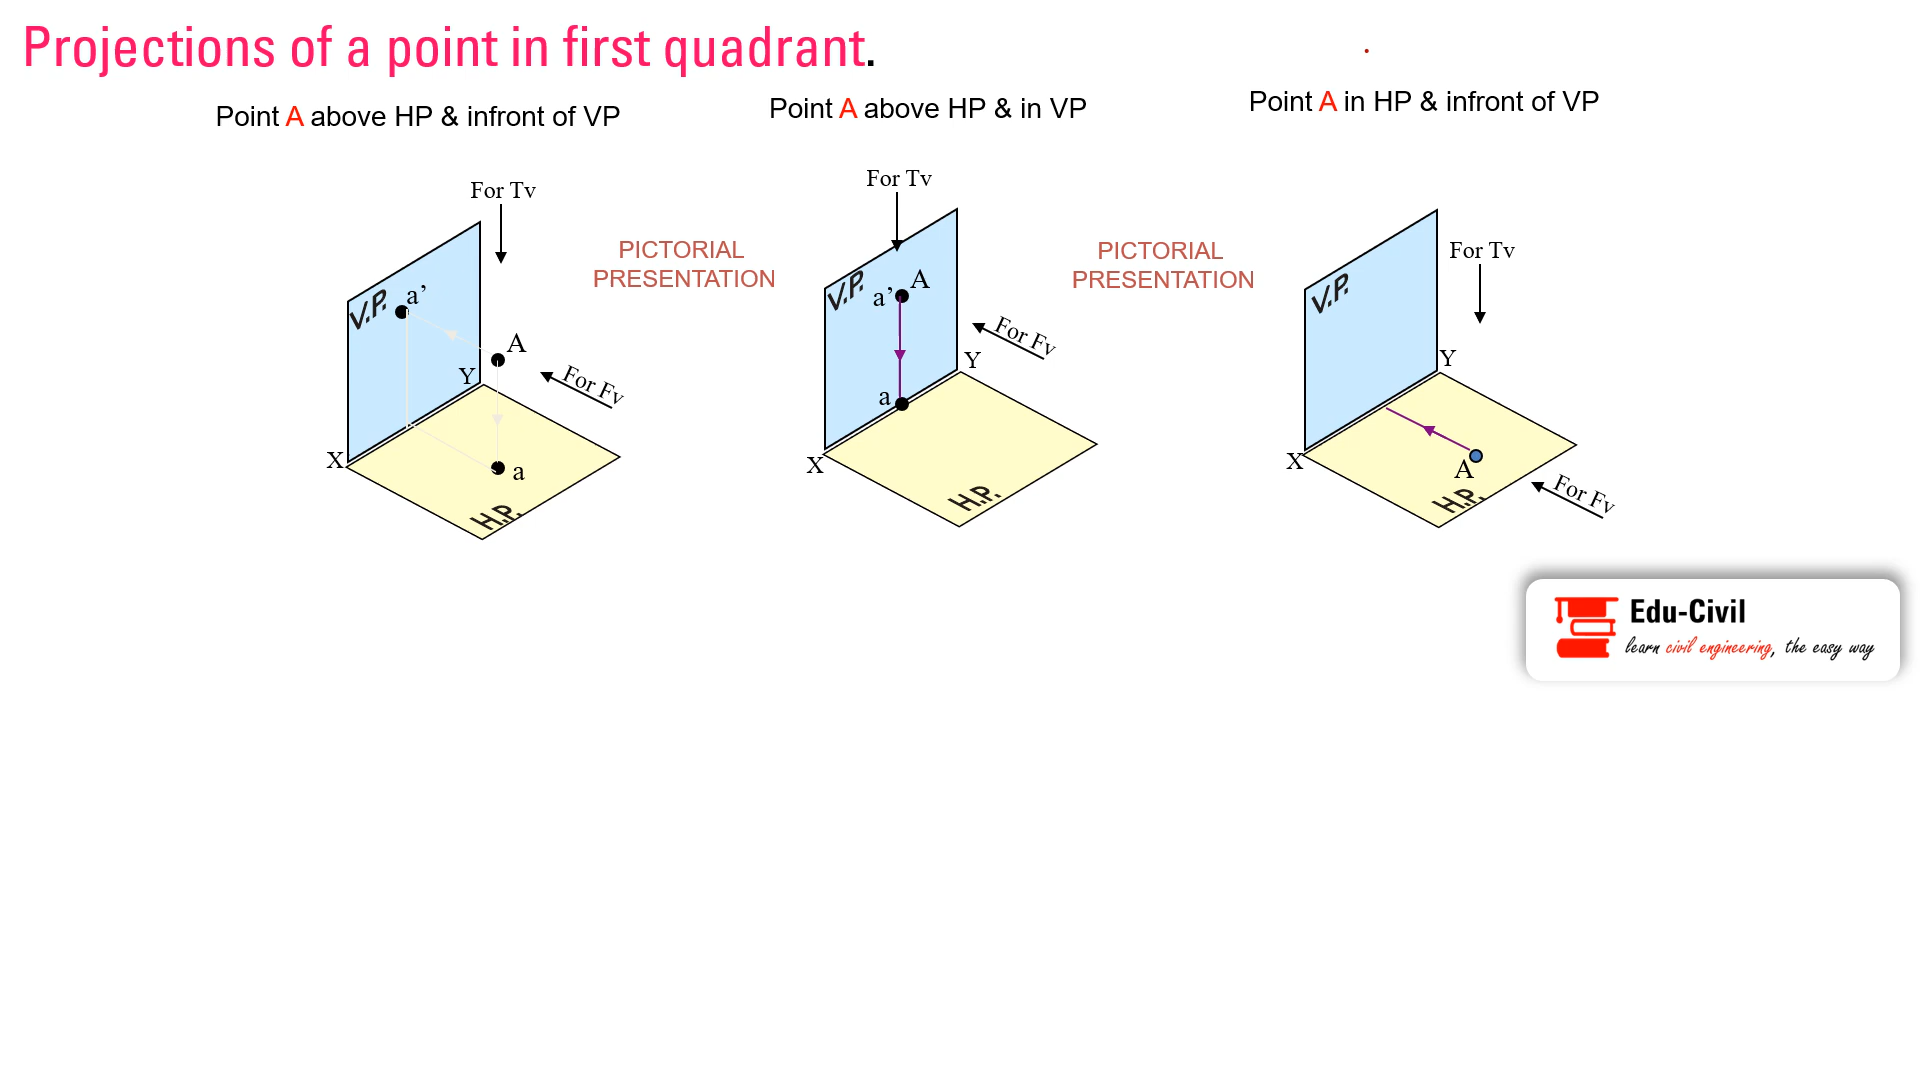 Projections of a point in first quadrant.
Point A above HP & infront of VP
Point A above HP & in VP
Point A in HP & infront of VP
For Tv
V.P.
a’
A
Y
For Fv
X
a
H.P.
PICTORIAL
PRESENTATION
For Tv
V.P.
A
a’
For Fv
Y
a
X
H.P.
PICTORIAL
PRESENTATION
For Tv
V.P.
Y
X
A
H.P.
For Fv
Edu-Civil
learn civil engineering, the easy way